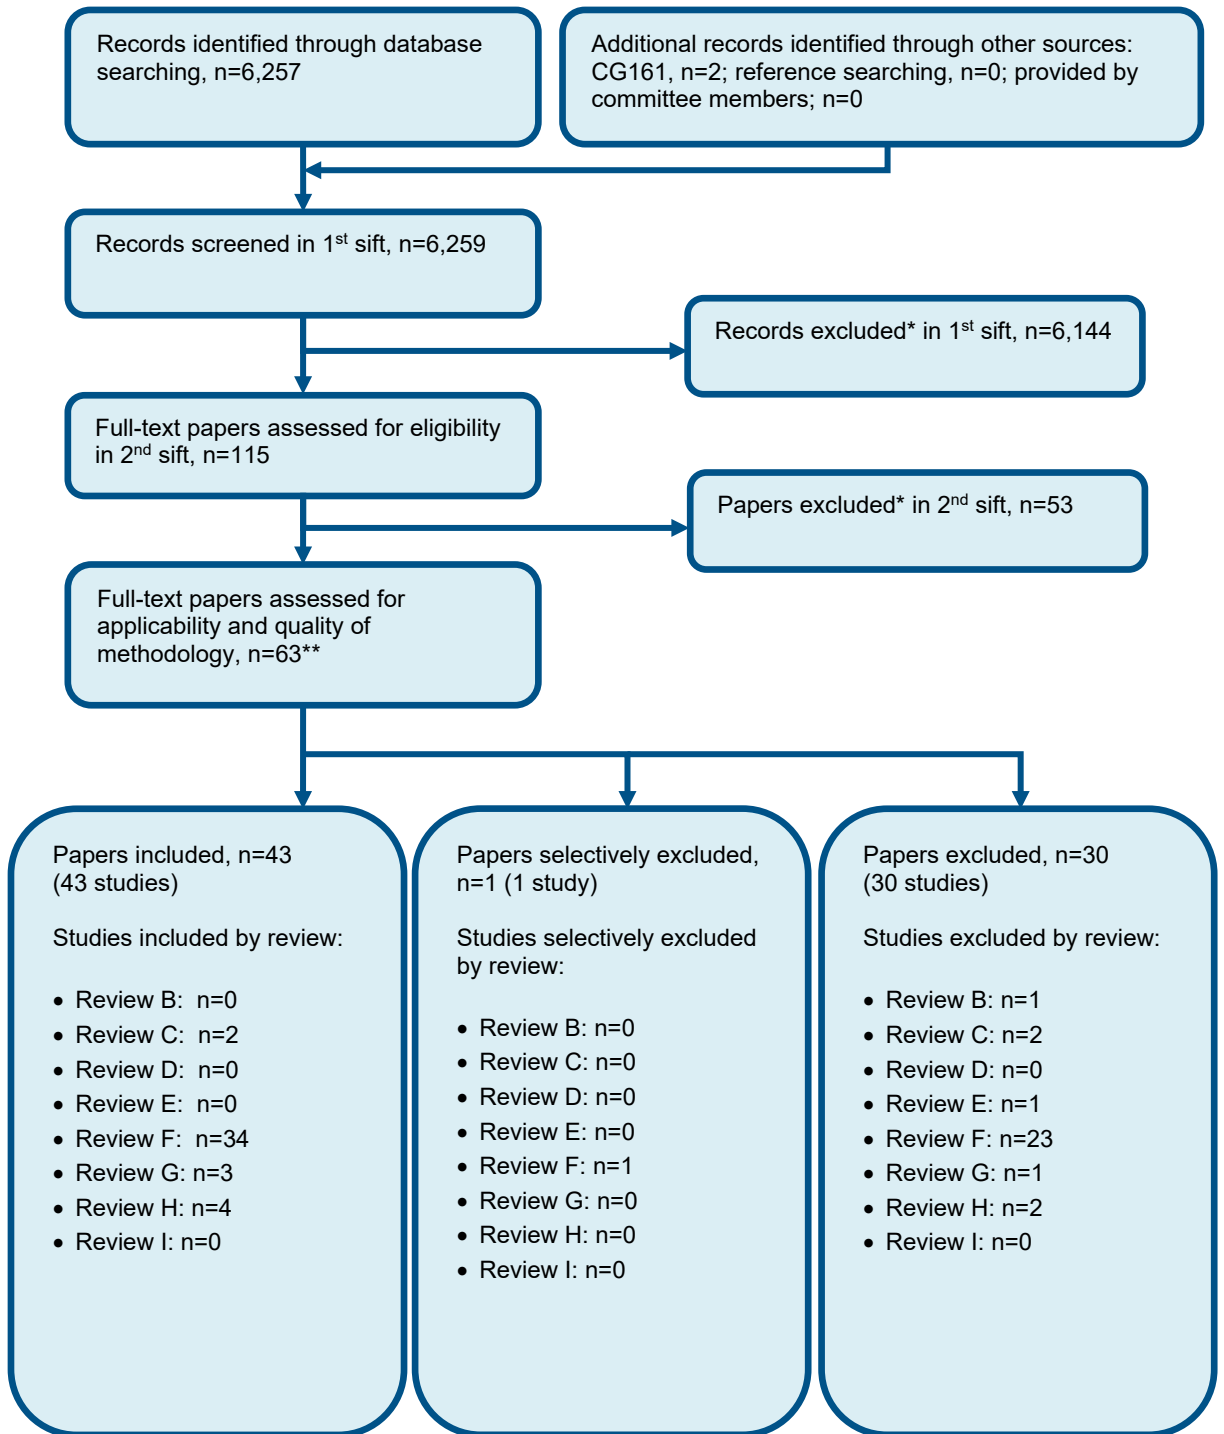 Records identified through database
searching, n=6,257
Additional records identified through other sources:
CG161, n=2; reference searching, n=0; provided by
committee members; n=0
Records screened in 1st sift, n=6,259
Records excluded* in 1st sift, n=6,144
Full-text papers assessed for eligibility
in 2nd sift, n=115
Papers excluded* in 2nd sift, n=53
Full-text papers assessed for
applicability and quality of
methodology, n=63**
Papers included, n=43
(43 studies)
Studies included by review:
• Review B:  n=0
• Review C:  n=2
• Review D:  n=0
• Review E:  n=0
• Review F:  n=34
• Review G: n=3
• Review H: n=4
• Review I: n=0
Papers selectively excluded,
n=1 (1 study)
Studies selectively excluded
by review:
• Review B: n=0
• Review C: n=0
• Review D: n=0
• Review E: n=0
• Review F: n=1
• Review G: n=0
• Review H: n=0
• Review I: n=0
Papers excluded, n=30
(30 studies)
Studies excluded by review:
• Review B: n=1
• Review C: n=2
• Review D: n=0
• Review E: n=1
• Review F: n=23
• Review G: n=1
• Review H: n=2
• Review I: n=0